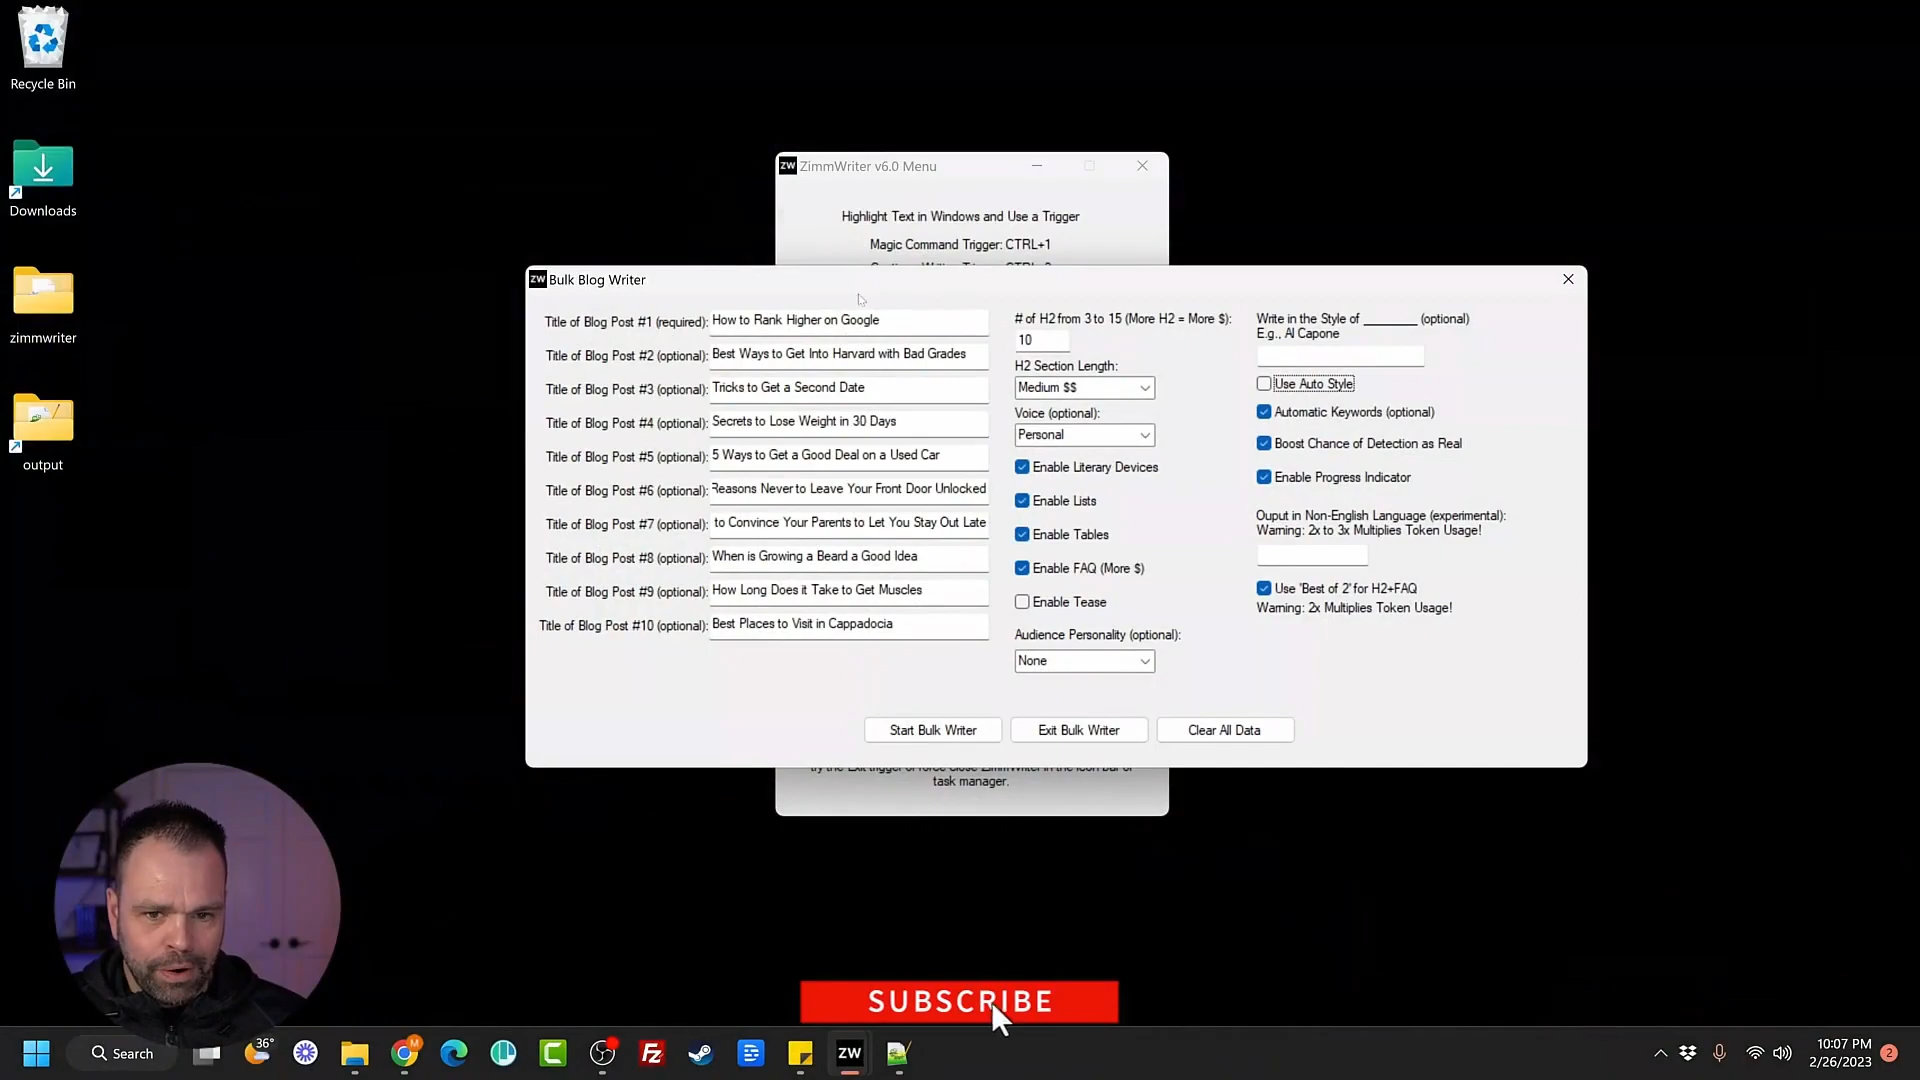 Recycle Bin
Downloads
zimmwriter
output
ZW ZimmWriter v6.0 Menu
Highlight Text in Windows and Use a Trigger
Magic Command Trigger: CTRL+1
ZW Bulk Blog Writer
Title of Blog Post #1 (required): How to Rank Higher on Google
Title of Blog Post #2 (optional): Best Ways to Get Into Harvard with Bad Grades
Title of Blog Post #3 (optional): Tricks to Get a Second Date
Title of Blog Post #4 (optional): Secrets to Lose Weight in 30 Days
Title of Blog Post #5 (optional): 5 Ways to Get a Good Deal on a Used Car
Title of Blog Post #6 (optional): Reasons Never to Leave Your Front Door Unlocked
Title of Blog Post #7 (optional): to Convince Your Parents to Let You Stay Out Late
Title of Blog Post #8 (optional): When is Growing a Beard a Good Idea
Title of Blog Post #9 (optional): How Long Does it Take to Get Muscles
Title of Blog Post #10 (optional): Best Places to Visit in Cappadocia
# of H2 from 3 to 15 (More H2 = More $):
10
H2 Section Length:
Medium $$
Voice (optional):
Personal
Enable Literary Devices
Enable Lists
Enable Tables
Enable FAQ (More $)
Enable Tease
Audience Personality (optional):
None
Write in the Style of ________ (optional)
E.g., Al Capone
Use Auto Style
Automatic Keywords (optional)
Boost Chance of Detection as Real
Enable Progress Indicator
Ouput in Non-English Language (experimental):
Warning: 2x to 3x Multiplies Token Usage!
Use 'Best of 2' for H2+FAQ
Warning: 2x Multiplies Token Usage!
Start Bulk Writer
Exit Bulk Writer
Clear All Data
task manager.
SUBSCRIBE
Search
36°
M
Fz
ZW
10:07 PM
2/26/2023
2